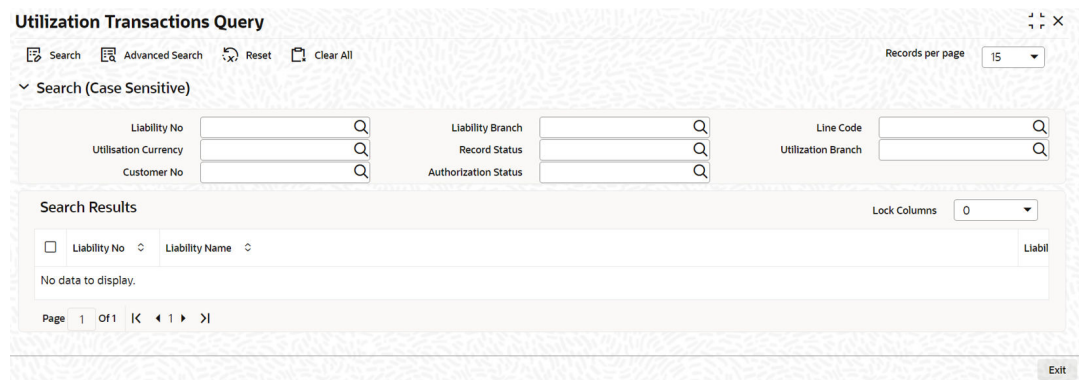 Utilization Transactions Query
Search Advanced Search Reset Clear All Records per page 15
Search (Case Sensitive)
Liability No Liability Branch Line Code
Utilisation Currency Record Status Utilization Branch
Customer No Authorization Status
Search Results Lock Columns 0
Liability No Liability Name Liabil
No data to display.
Page 1 Of 1 1
Exit